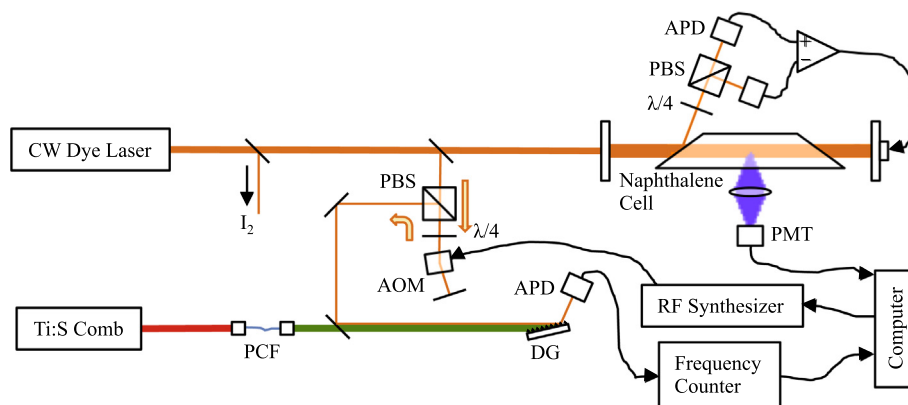 APD
+
−
PBS
λ/4
CW Dye Laser
PBS
Naphthalene
Cell
I₂
λ/4
PMT
AOM
APD
RF Synthesizer
Computer
Ti:S Comb
PCF
DG
Frequency
Counter